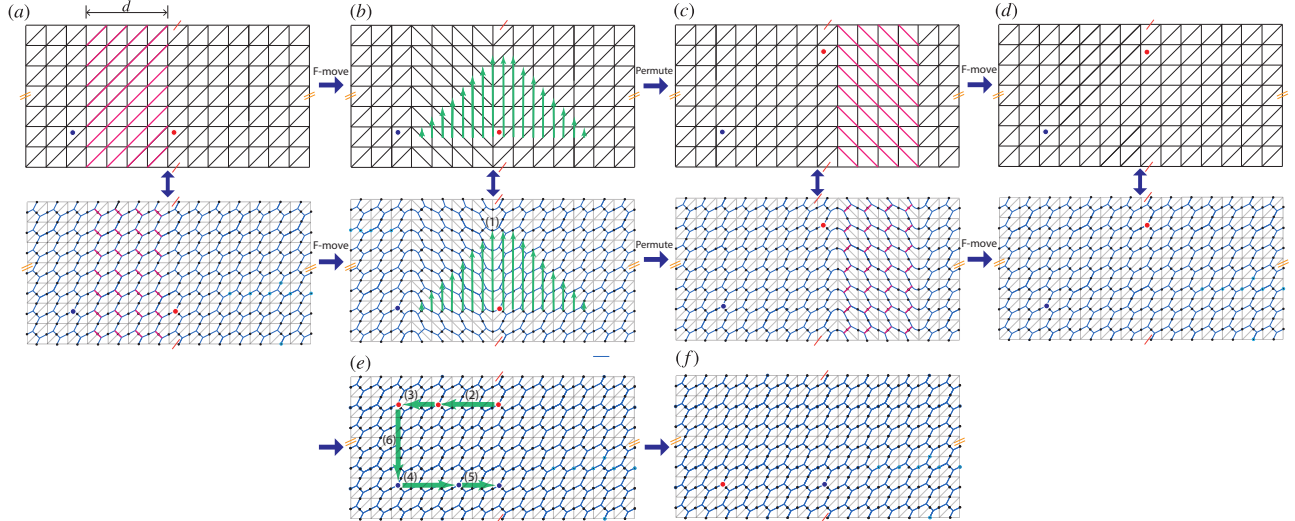 (a)
d
(b)
(c)
(d)
F-move
Permute
F-move
F-move
(1)
Permute
F-move
(e)
(f)
(3)
(2)
(6)
(4)
(5)